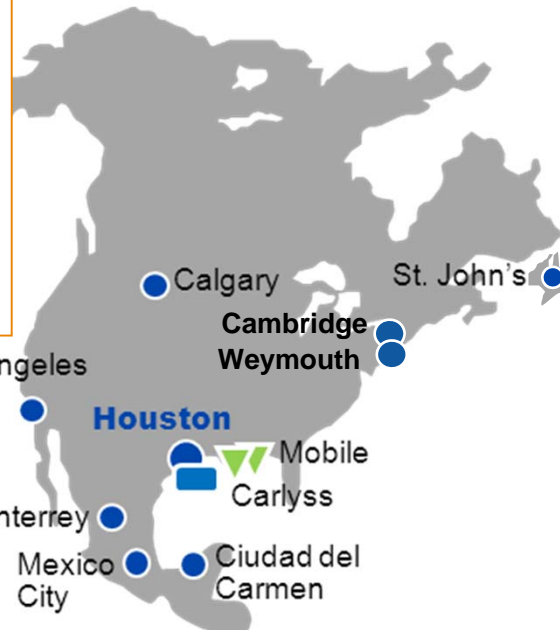 Calgary
St. John's
Cambridge
Weymouth
ngeles
Houston
Mobile
Carlyss
nterrey
Mexico
City
Ciudad del
Carmen